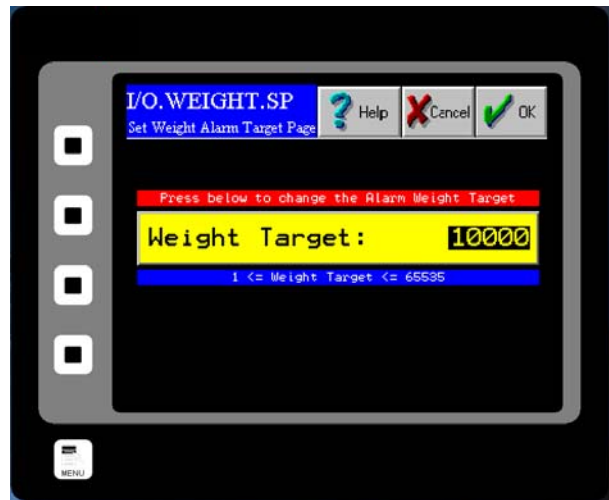 I/O.WEIGHT.SP
Set Weight Alarm Target Page
Help
Cancel
OK
Press below to change the Alarm Weight Target
Weight Target: 10000
1 <= Weight Target <= 65535
MENU